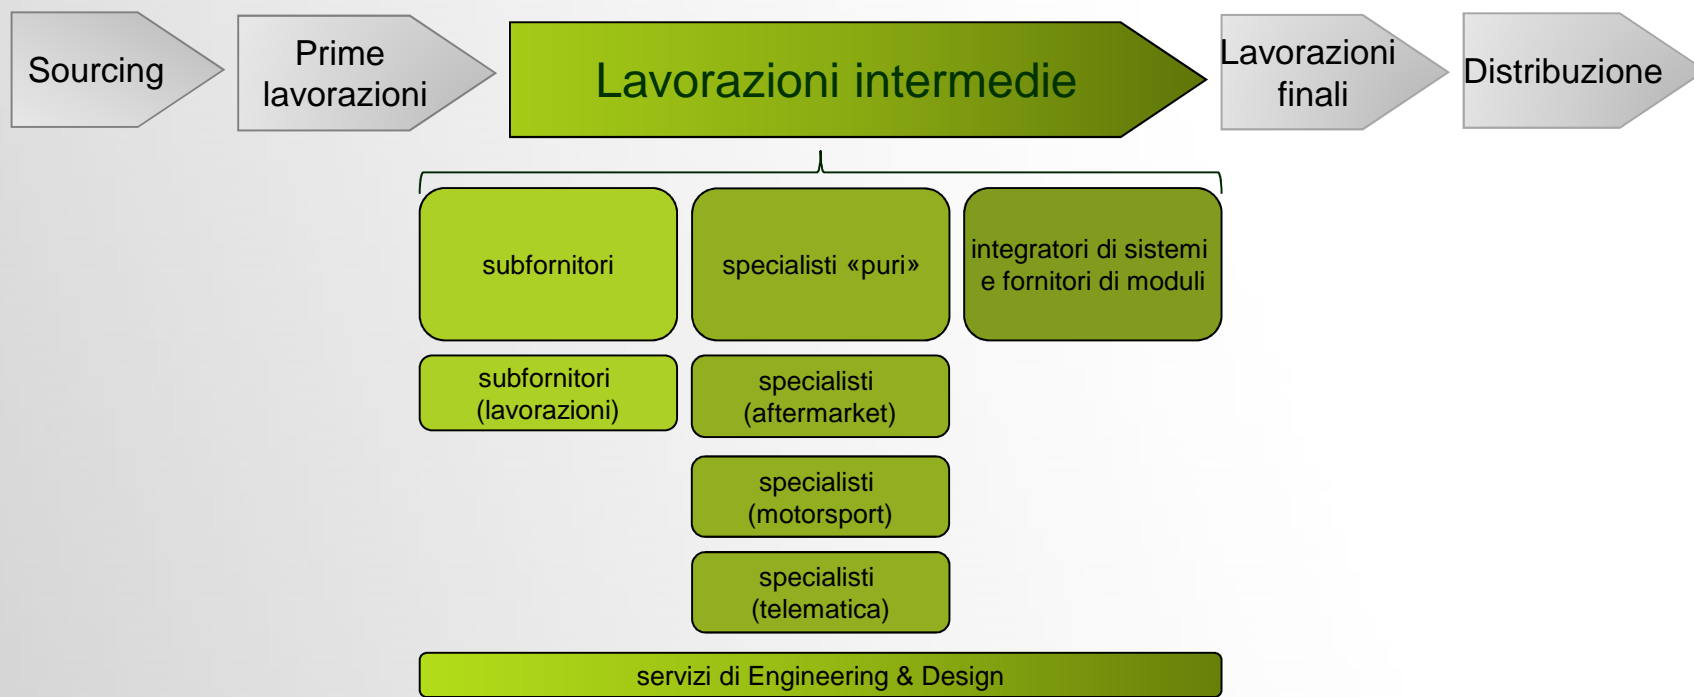 Sourcing
Prime
lavorazioni
Lavorazioni intermedie
Lavorazioni
finali
Distribuzione
subfornitori
specialisti «puri»
integratori di sistemi
e fornitori di moduli
subfornitori
(lavorazioni)
specialisti
(aftermarket)
specialisti
(motorsport)
specialisti
(telematica)
servizi di Engineering & Design